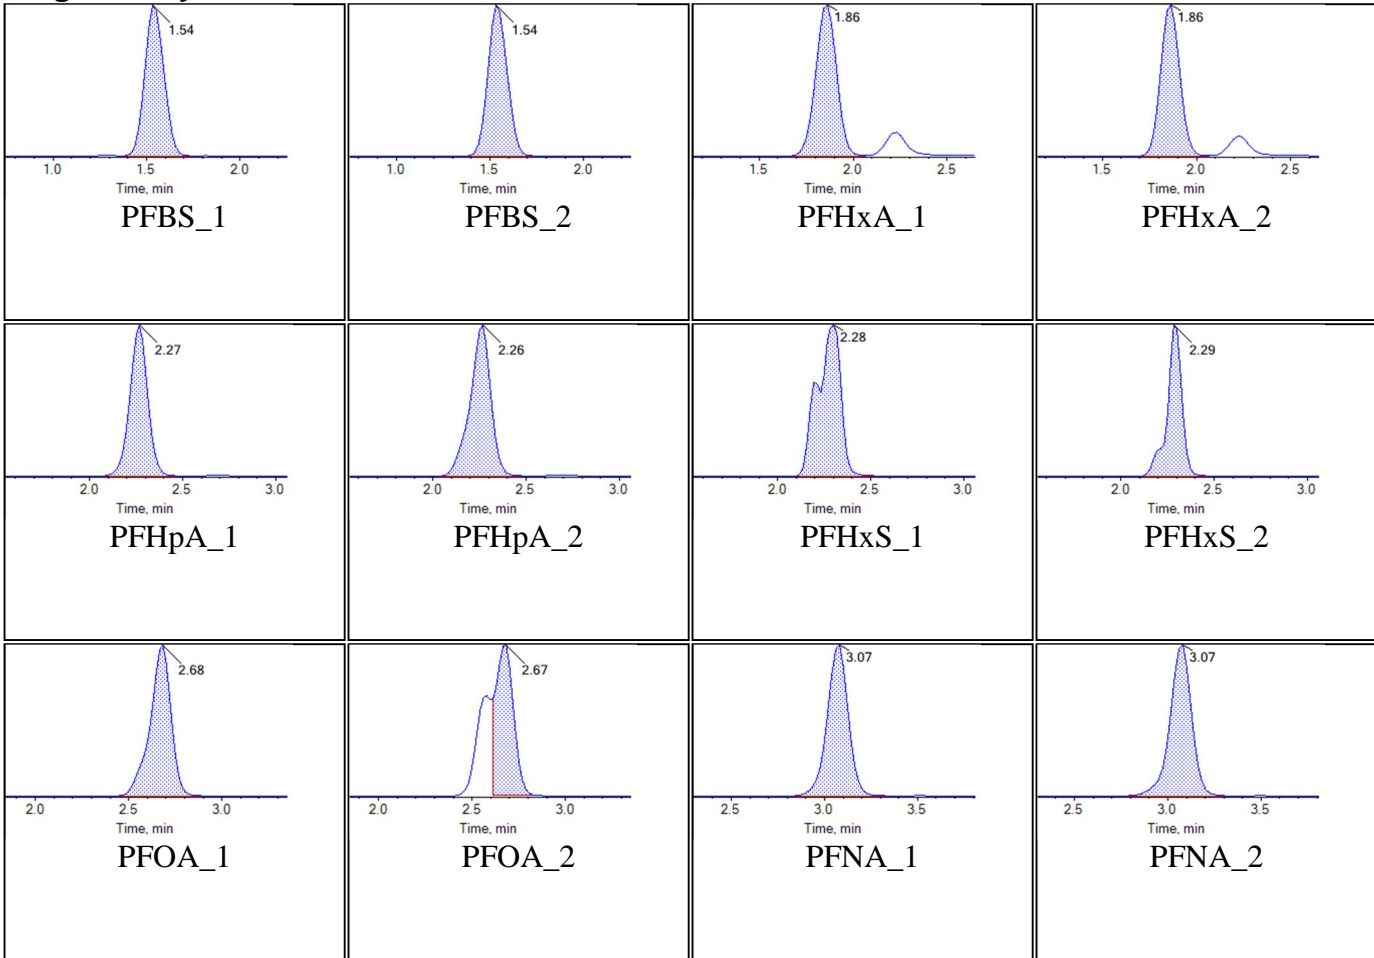 1.54
1.0 1.5 2.0
Time, min
PFBS_1
1.54
1.0 1.5 2.0
Time, min
PFBS_2
1.86
1.5 2.0 2.5
Time, min
PFHxA_1
1.86
1.5 2.0 2.5
Time, min
PFHxA_2
2.27
2.0 2.5 3.0
Time, min
PFHpA_1
2.26
2.0 2.5 3.0
Time, min
PFHpA_2
2.28
2.0 2.5 3.0
Time, min
PFHxS_1
2.29
2.0 2.5 3.0
Time, min
PFHxS_2
2.68
2.0 2.5 3.0
Time, min
PFOA_1
2.67
2.0 2.5 3.0
Time, min
PFOA_2
3.07
2.5 3.0 3.5
Time, min
PFNA_1
3.07
2.5 3.0 3.5
Time, min
PFNA_2